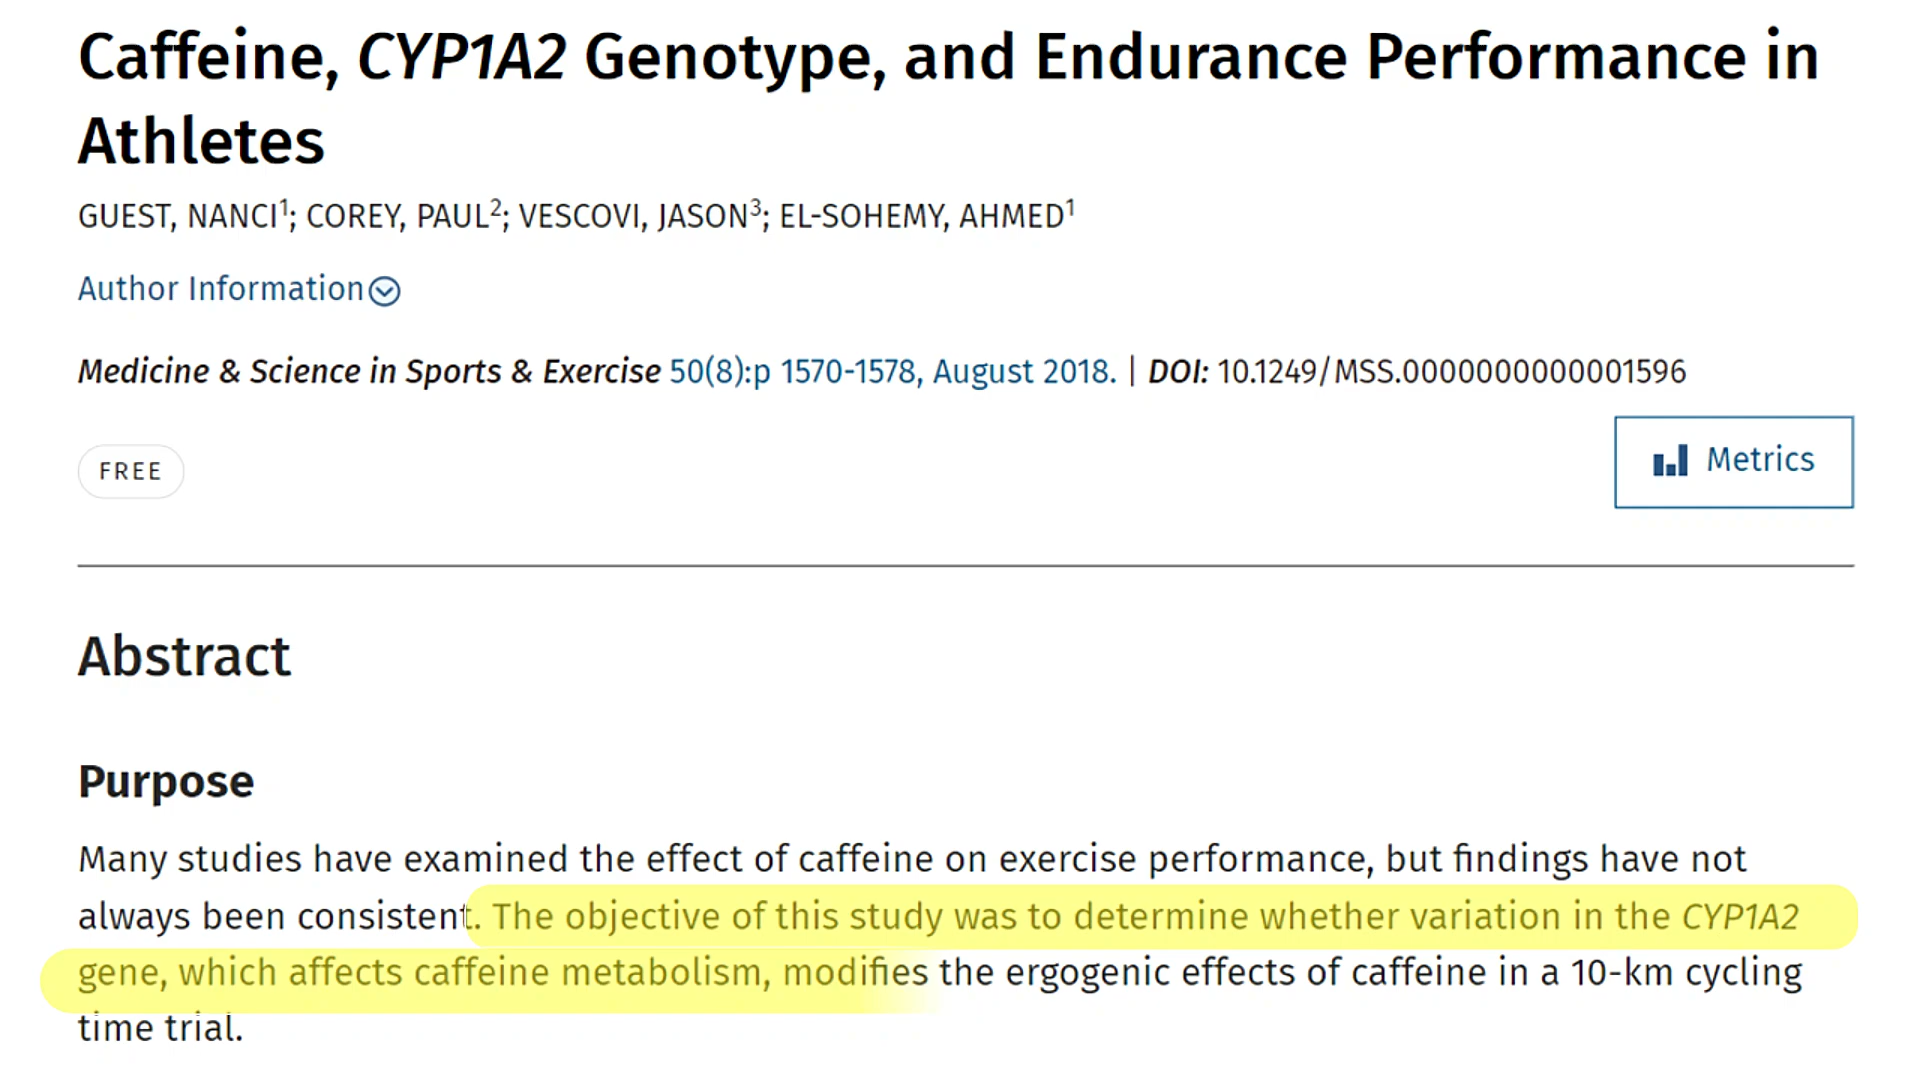 Caffeine, CYP1A2 Genotype, and Endurance Performance in
Athletes
GUEST, NANCI1; COREY, PAUL2; VESCOVI, JASON3; EL-SOHEMY, AHMED1
Author Information
Medicine & Science in Sports & Exercise 50(8):p 1570-1578, August 2018. | DOI: 10.1249/MSS.0000000000001596
FREE
Metrics
Abstract
Purpose
Many studies have examined the effect of caffeine on exercise performance, but findings have not
always been consistent. The objective of this study was to determine whether variation in the CYP1A2
gene, which affects caffeine metabolism, modifies the ergogenic effects of caffeine in a 10-km cycling
time trial.